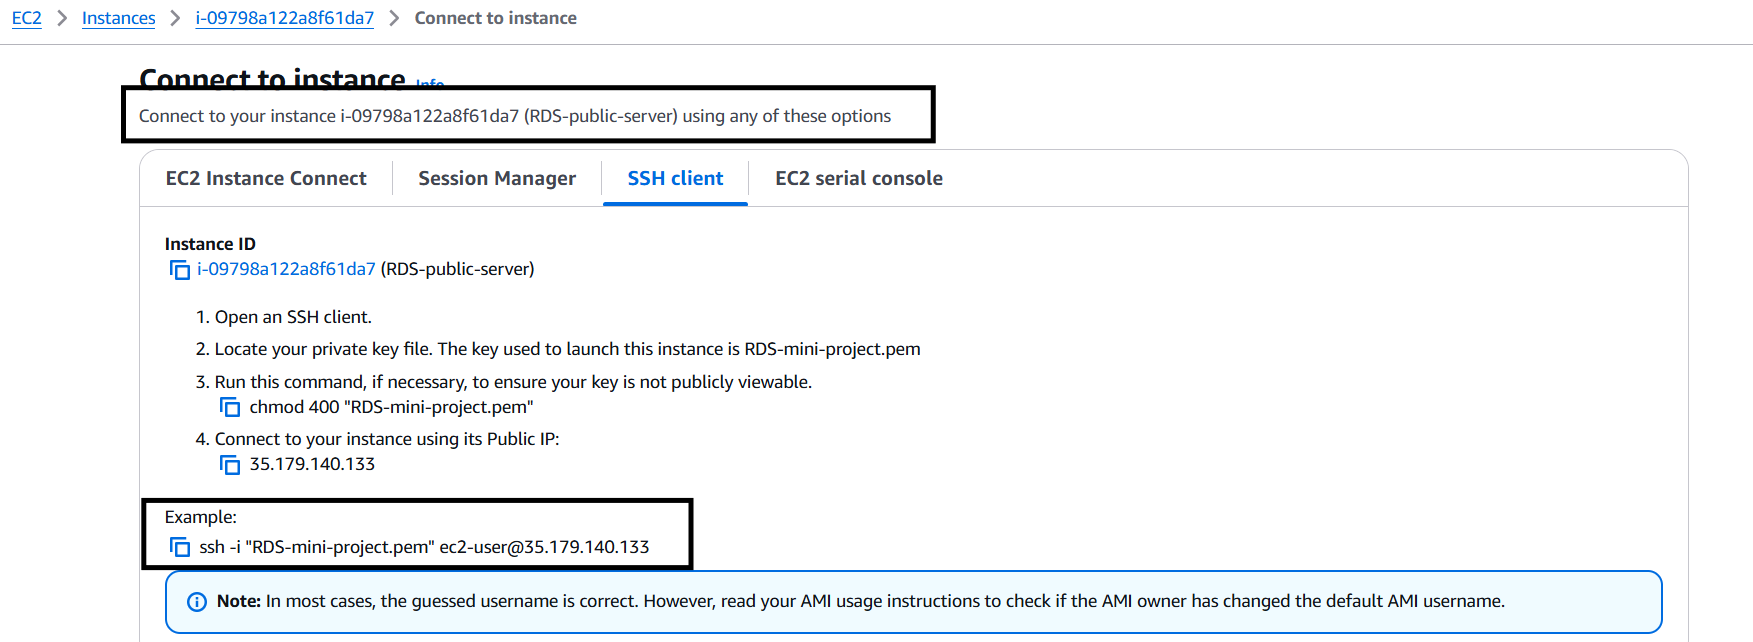 EC2 > Instances > i-09798a122a8f61da7 > Connect to instance
Connect to instance Info
Connect to your instance i-09798a122a8f61da7 (RDS-public-server) using any of these options
EC2 Instance Connect Session Manager SSH client EC2 serial console
Instance ID
i-09798a122a8f61da7 (RDS-public-server)
1. Open an SSH client.
2. Locate your private key file. The key used to launch this instance is RDS-mini-project.pem
3. Run this command, if necessary, to ensure your key is not publicly viewable.
chmod 400 "RDS-mini-project.pem"
4. Connect to your instance using its Public IP:
35.179.140.133
Example:
ssh -i "RDS-mini-project.pem" ec2-user@35.179.140.133
Note: In most cases, the guessed username is correct. However, read your AMI usage instructions to check if the AMI owner has changed the default AMI username.